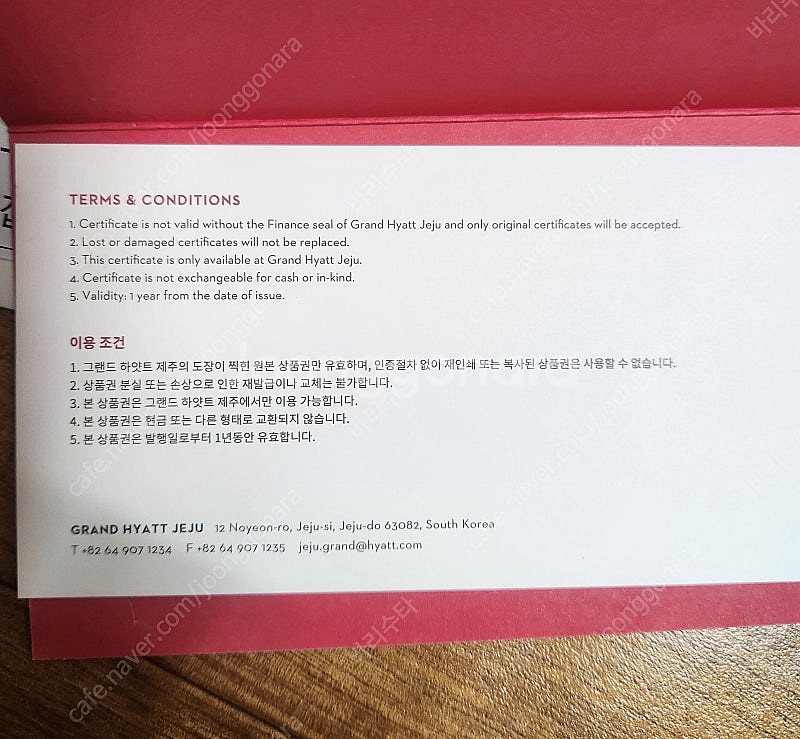 TERMS & CONDITIONS
1. Certificate is not valid without the Finance seal of Grand Hyatt Jeju and only original certificates will be accepted.
2. Lost or damaged certificates will not be replaced.
3. This certificate is only available at Grand Hyatt Jeju.
4. Certificate is not exchangeable for cash or in-kind.
5. Validity: 1 year from the date of issue.
이용 조건
1. 그랜드 하얏트 제주의 도장이 찍힌 원본 상품권만 유효하며, 인증절차 없이 재인쇄 또는 복사된 상품권은 사용할 수 없습니다.
2. 상품권 분실 또는 손상으로 인한 재발급이나 교체는 불가합니다.
3. 본 상품권은 그랜드 하얏트 제주에서만 이용 가능합니다.
4. 본 상품권은 현금 또는 다른 형태로 교환되지 않습니다.
5. 본 상품권은 발행일로부터 1년동안 유효합니다.
GRAND HYATT JEJU 12 Noyeon-ro, Jeju-si, Jeju-do 63082, South Korea
T +82 64 907 1234 F +82 64 907 1235 jeju.grand@hyatt.com
cafe.naver.com/joonggonara
바리스타